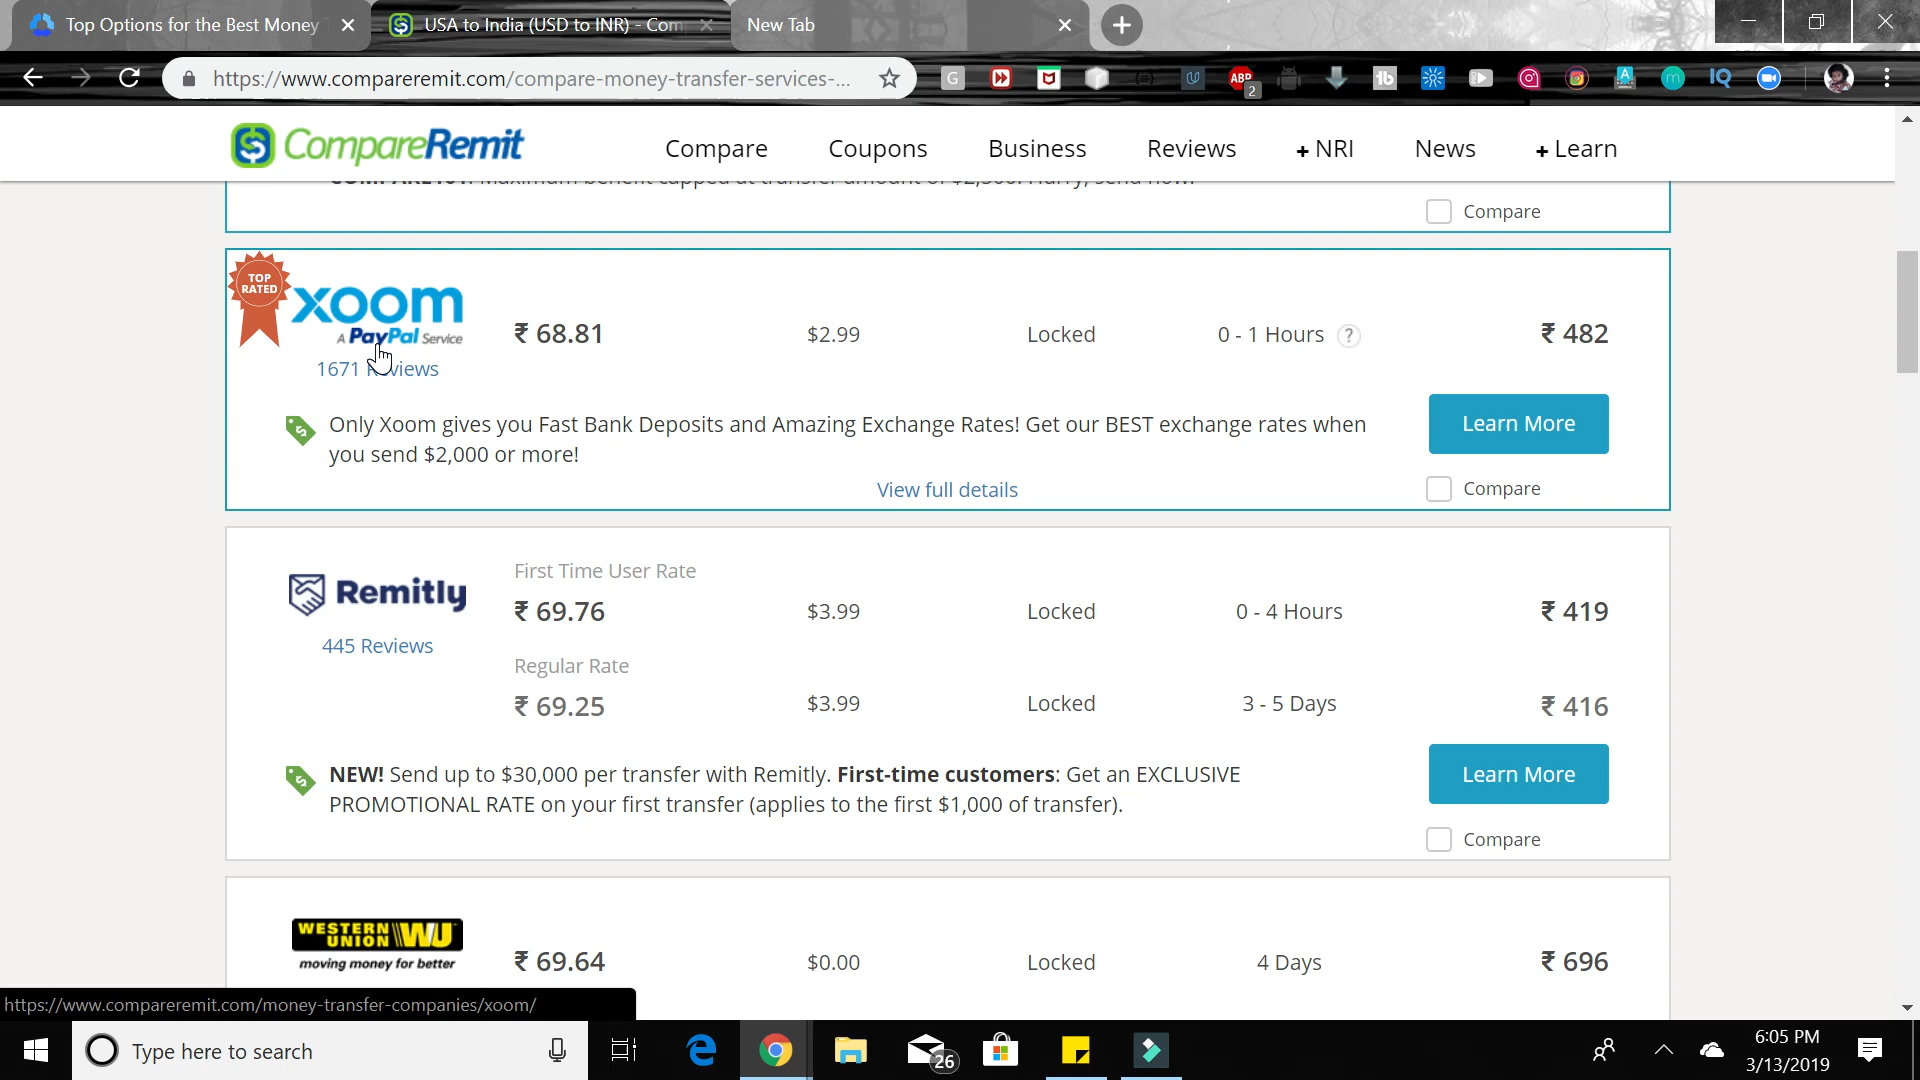 Top Options for the Best Money
USA to India (USD to INR) - Com
New Tab
https://www.compareremit.com/compare-money-transfer-services-...
G
ABP
2
IQ
CompareRemit
Compare
Coupons
Business
Reviews
+ NRI
News
+ Learn
Compare
TOP
RATED
xoom
A PayPal Service
1671 Reviews
₹ 68.81
$2.99
Locked
0 - 1 Hours ?
₹ 482
Only Xoom gives you Fast Bank Deposits and Amazing Exchange Rates! Get our BEST exchange rates when
you send $2,000 or more!
Learn More
View full details
Compare
Remitly
445 Reviews
First Time User Rate
₹ 69.76
$3.99
Locked
0 - 4 Hours
₹ 419
Regular Rate
₹ 69.25
$3.99
Locked
3 - 5 Days
₹ 416
NEW! Send up to $30,000 per transfer with Remitly. First-time customers: Get an EXCLUSIVE
PROMOTIONAL RATE on your first transfer (applies to the first $1,000 of transfer).
Learn More
Compare
WESTERN
UNION WU
moving money for better
₹ 69.64
$0.00
Locked
4 Days
₹ 696
https://www.compareremit.com/money-transfer-companies/xoom/
Type here to search
26
6:05 PM
3/13/2019